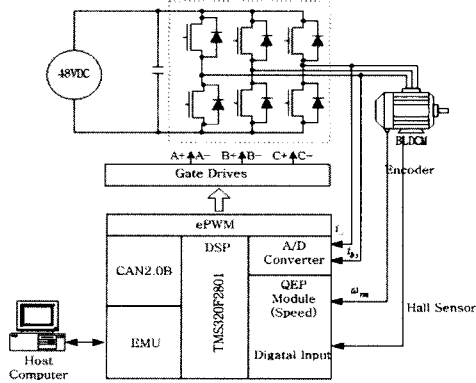 48VDC
BLDCM
A+ A- B+ B- C+ C-
Encoder
Gate Drives
ePWM
DSP
A/D
Converter
CAN2.0B
TMS320F2801
QEP
Module
(Speed)
ω_rm
Hall Sensor
EMU
Digatal Input
Host
Computer